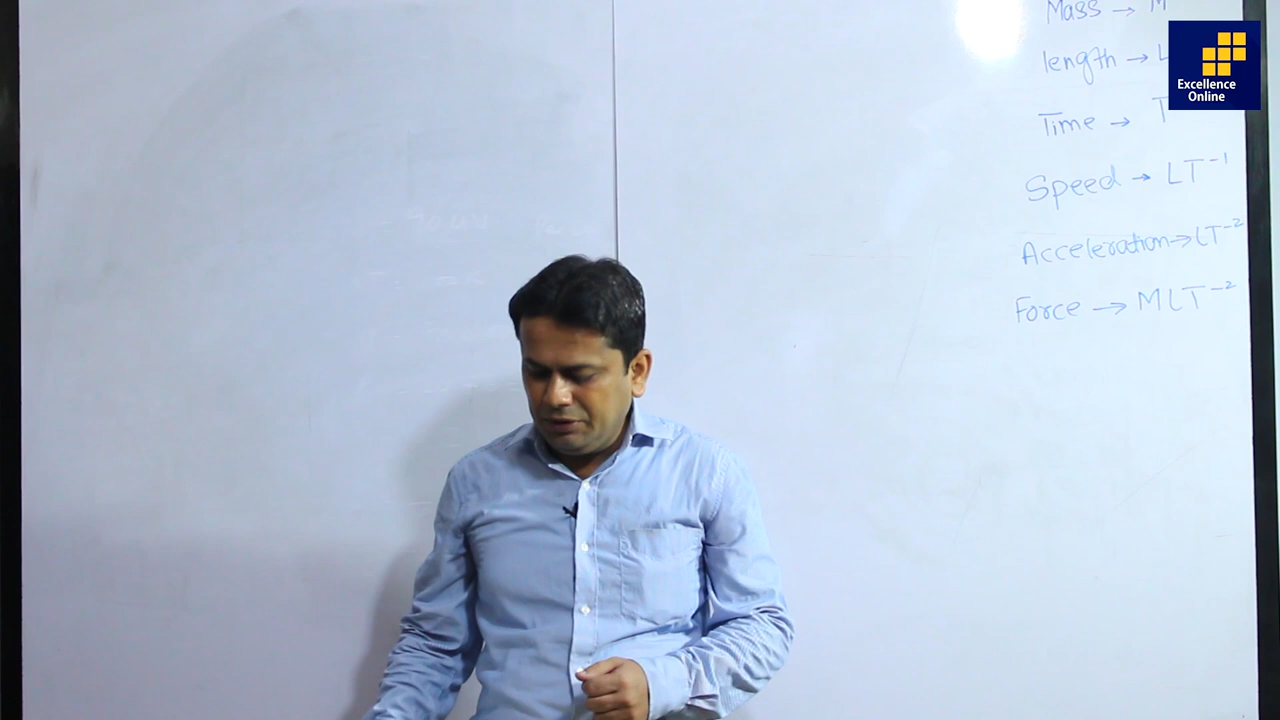 Mass → M
length → L
Excellence
Online
Time → T
Speed → LT⁻¹
Acceleration → LT⁻²
Force → MLT⁻²